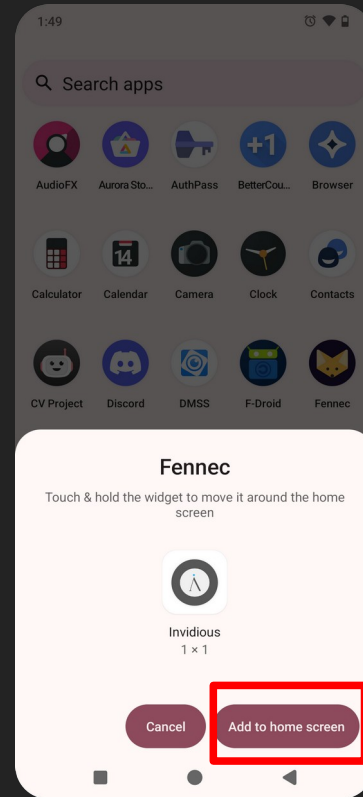 1:49
Search apps
+1
AudioFX Aurora Sto... AuthPass BetterCou... Browser
14
Calculator Calendar Camera Clock Contacts
CV Project Discord DMSS F-Droid Fennec
Fennec
Touch & hold the widget to move it around the home
screen
Invidious
1 × 1
Cancel Add to home screen